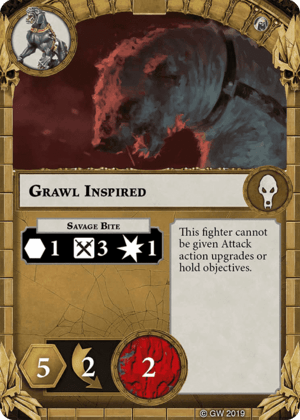 GRAWL INSPIRED
SAVAGE BITE
1 3 1
This fighter cannot
be given Attack
action upgrades or
hold objectives.
5 2 2
© GW 2019